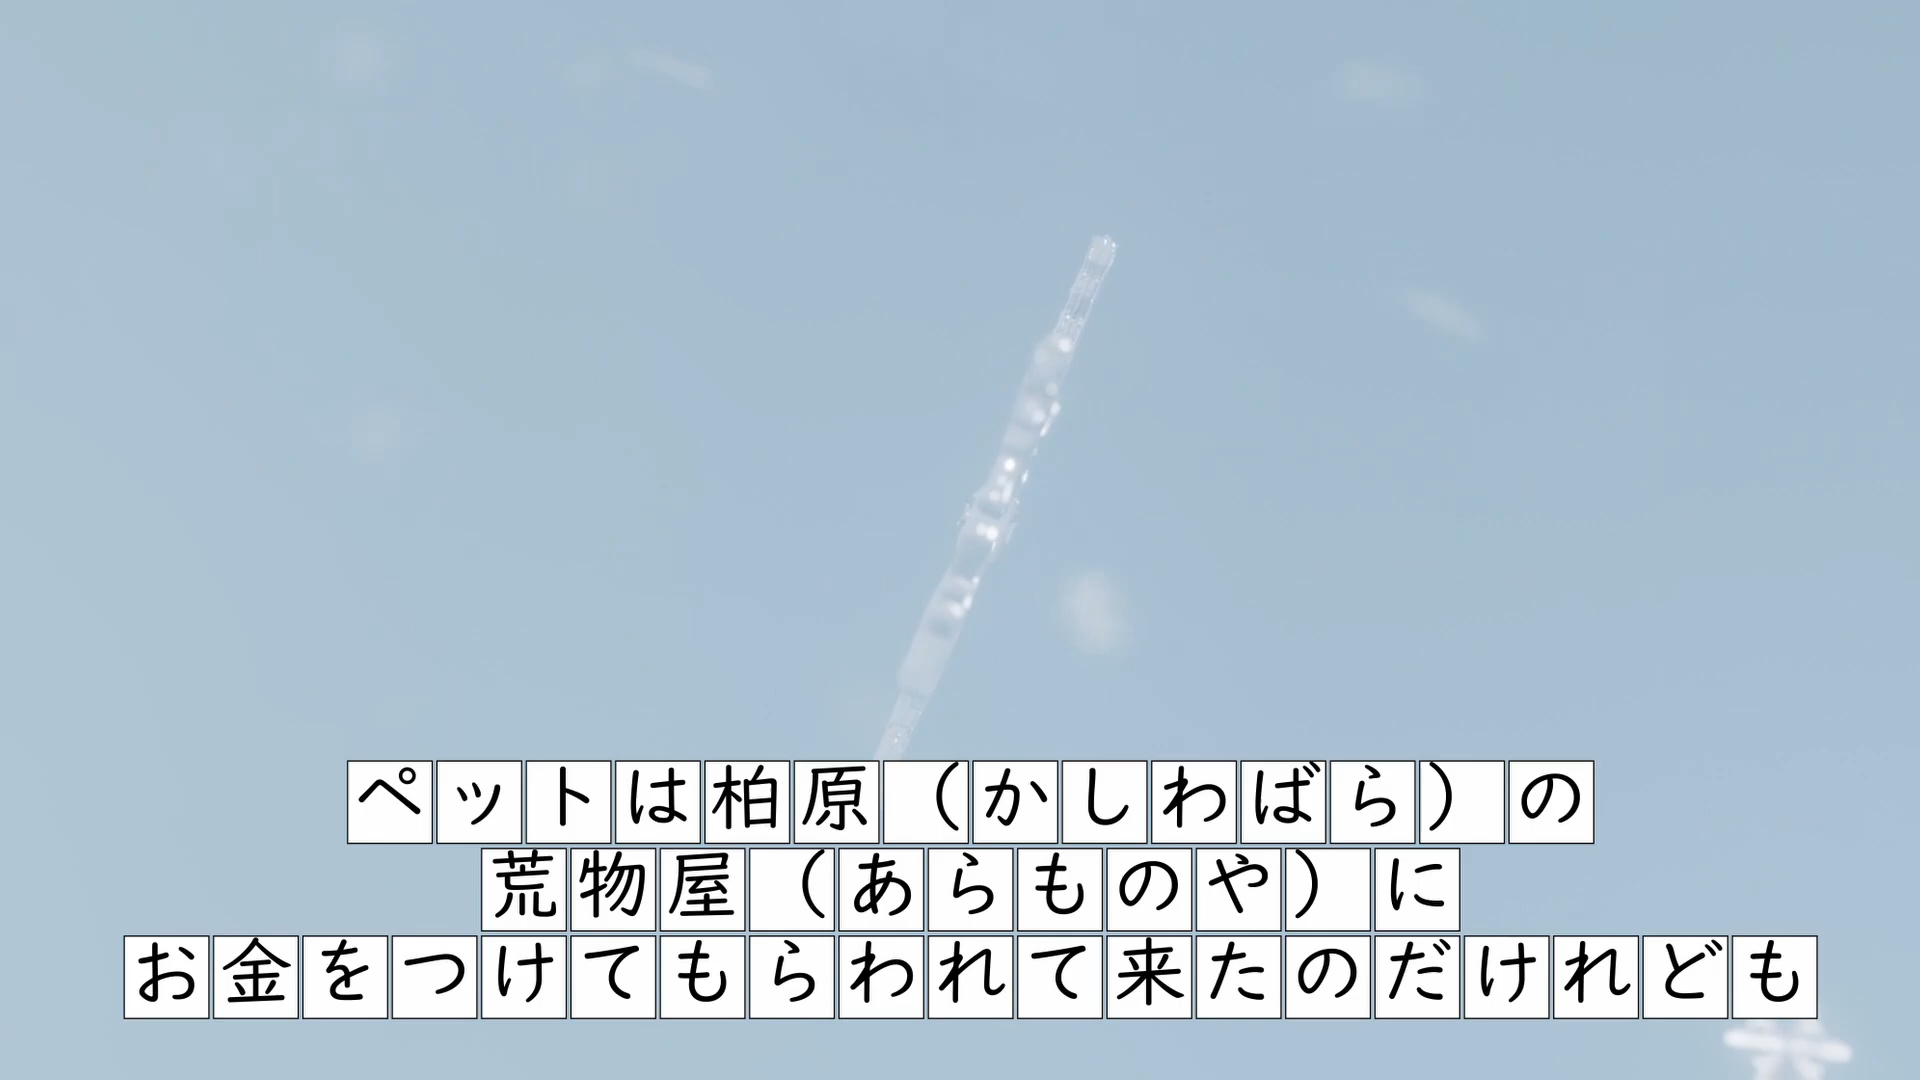 ペットは柏原（かしわばら）の
荒物屋（あらものや）に
お金をつけてもらわれて来たのだけれども